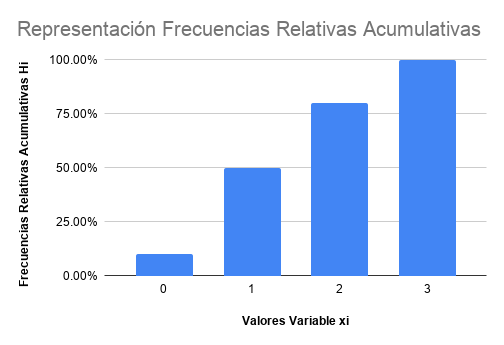 Representación Frecuencias Relativas Acumulativas
Frecuencias Relativas Acumulativas Hi
100.00%
75.00%
50.00%
25.00%
0.00%
0 1 2 3
Valores Variable xi